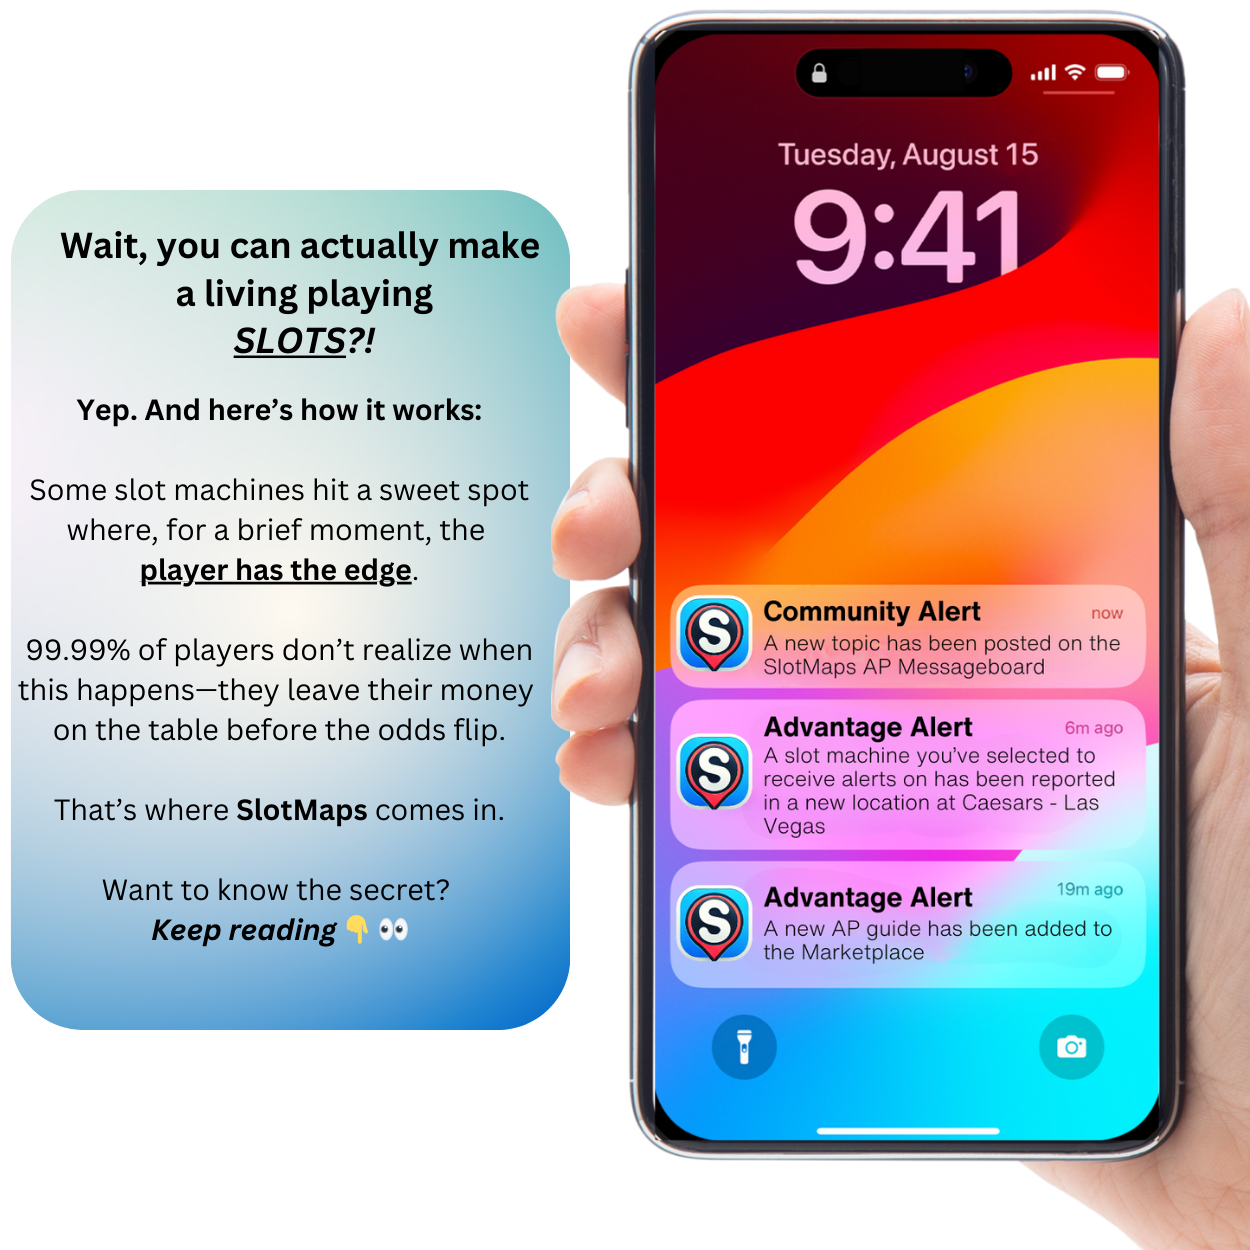 Wait, you can actually make
a living playing
SLOTS?!
Yep. And here's how it works:
Some slot machines hit a sweet spot
where, for a brief moment, the
player has the edge.
99.99% of players don't realize when
this happens—they leave their money
on the table before the odds flip.
That's where SlotMaps comes in.
Want to know the secret?
Keep reading 👇 👀
Tuesday, August 15
9:41
S
Community Alert
now
A new topic has been posted on the
SlotMaps AP Messageboard
S
Advantage Alert
6m ago
A slot machine you've selected to
receive alerts on has been reported
in a new location at Caesars - Las
Vegas
S
Advantage Alert
19m ago
A new AP guide has been added to
the Marketplace